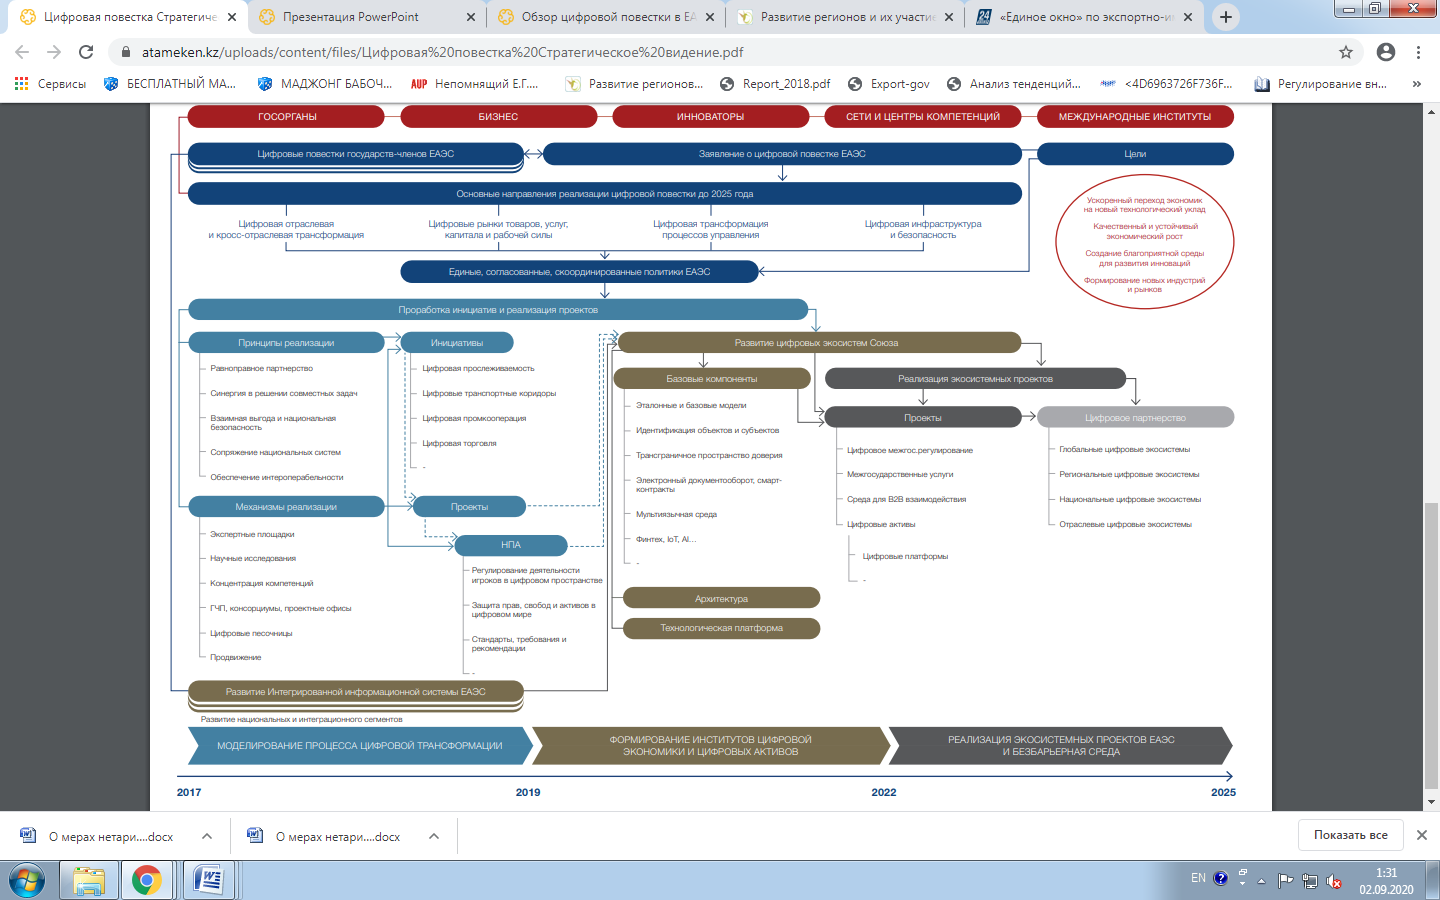 Цифровая повестка Стратегиче
Презентация PowerPoint
Обзор цифровой повестки в ЕА
Развитие регионов и их участие
24
«Единое окно» по экспортно-и
atameken.kz/uploads/content/files/Цифровая%20повестка%20Стратегическое%20видение.pdf
Сервисы
БЕСПЛАТНЫЙ МА...
МАДЖОНГ БАБОЧ...
AUP
Непомнящий Е.Г....
Развитие регионов...
Report_2018.pdf
Export-gov
Анализ тенденций...
<4D6963726F736F...
Регулирование вн...
»
ГОСОРГАНЫ
БИЗНЕС
ИННОВАТОРЫ
СЕТИ И ЦЕНТРЫ КОМПЕТЕНЦИЙ
МЕЖДУНАРОДНЫЕ ИНСТИТУТЫ
Цифровые повестки государств-членов ЕАЭС
Заявление о цифровой повестке ЕАЭС
Цели
Основные направления реализации цифровой повестки до 2025 года
Цифровая отраслевая
и кросс-отраслевая трансформация
Цифровые рынки товаров, услуг,
капитала и рабочей силы
Цифровая трансформация
процессов управления
Цифровая инфраструктура
и безопасность
Ускоренный переход экономик
на новый технологический уклад
Качественный и устойчивый
экономический рост
Создание благоприятной среды
для развития инноваций
Формирование новых индустрий
и рынков
Единые, согласованные, скоординированные политики ЕАЭС
Проработка инициатив и реализация проектов
Принципы реализации
Равноправное партнерство
Синергия в решении совместных задач
Взаимная выгода и национальная
безопасность
Сопряжение национальных систем
Обеспечение интероперабельности
Инициативы
Цифровая прослеживаемость
Цифровые транспортные коридоры
Цифровая промкооперация
Цифровая торговля
-
Механизмы реализации
Экспертные площадки
Научные исследования
Концентрация компетенций
ГЧП, консорциумы, проектные офисы
Цифровые песочницы
Продвижение
Проекты
НПА
Регулирование деятельности
игроков в цифровом пространстве
Защита прав, свобод и активов в
цифровом мире
Стандарты, требования и
рекомендации
-
Развитие цифровых экосистем Союза
Базовые компоненты
Эталонные и базовые модели
Идентификация объектов и субъектов
Трансграничное пространство доверия
Электронный документооборот, смарт-
контракты
Мультиязычная среда
Финтех, IoT, AI...
-
Архитектура
Технологическая платформа
Реализация экосистемных проектов
Проекты
Цифровое межгос.регулирование
Межгосударственные услуги
Среда для B2B взаимодействия
Цифровые активы
Цифровые платформы
-
Цифровое партнерство
Глобальные цифровые экосистемы
Региональные цифровые экосистемы
Национальные цифровые экосистемы
Отраслевые цифровые экосистемы
Развитие Интегрированной информационной системы ЕАЭС
Развитие национальных и интеграционного сегментов
МОДЕЛИРОВАНИЕ ПРОЦЕССА ЦИФРОВОЙ ТРАНСФОРМАЦИИ
ФОРМИРОВАНИЕ ИНСТИТУТОВ ЦИФРОВОЙ
ЭКОНОМИКИ И ЦИФРОВЫХ АКТИВОВ
РЕАЛИЗАЦИЯ ЭКОСИСТЕМНЫХ ПРОЕКТОВ ЕАЭС
И БЕЗБАРЬЕРНАЯ СРЕДА
2017
2019
2022
2025
О мерах нетари....docx
О мерах нетари....docx
Показать все
EN
1:31
02.09.2020